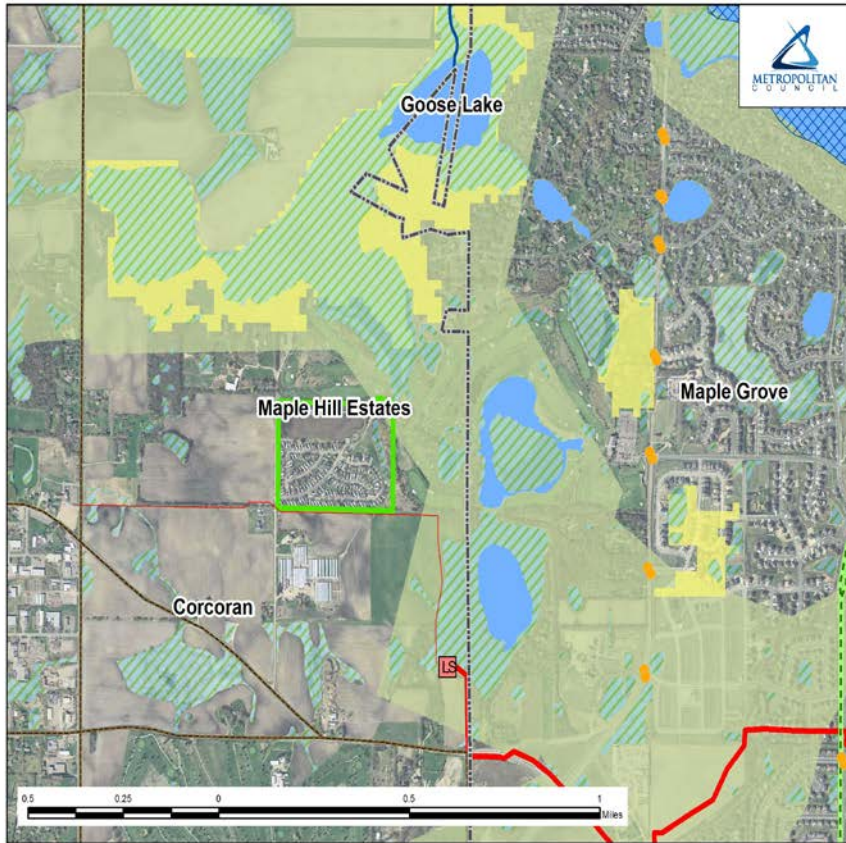 METROPOLITAN
COUNCIL
Goose Lake
Maple Hill Estates
Maple Grove
Corcoran
LS
0.5 0.25 0 0.5 1
Miles